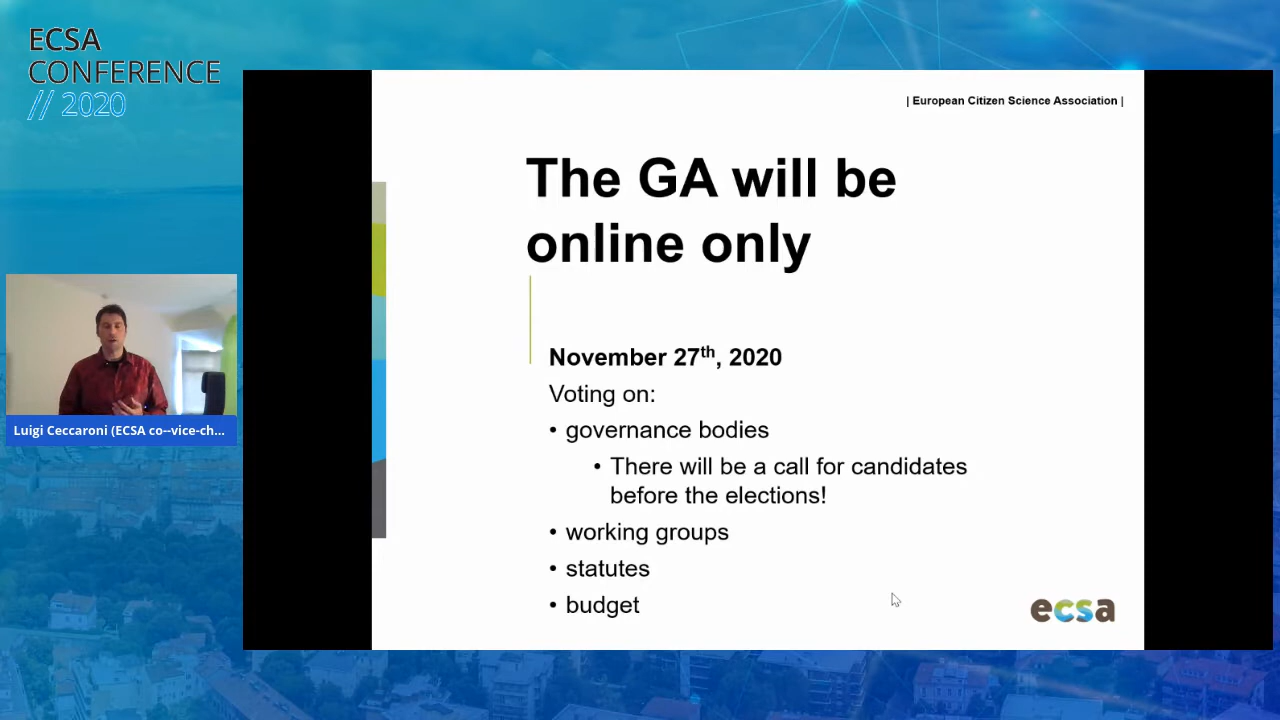 ECSA
CONFERENCE
// 2020
| European Citizen Science Association |
The GA will be
online only
November 27th, 2020
Voting on:
• governance bodies
• There will be a call for candidates
before the elections!
• working groups
• statutes
• budget
ecsa
Luigi Ceccaroni (ECSA co--vice-ch...